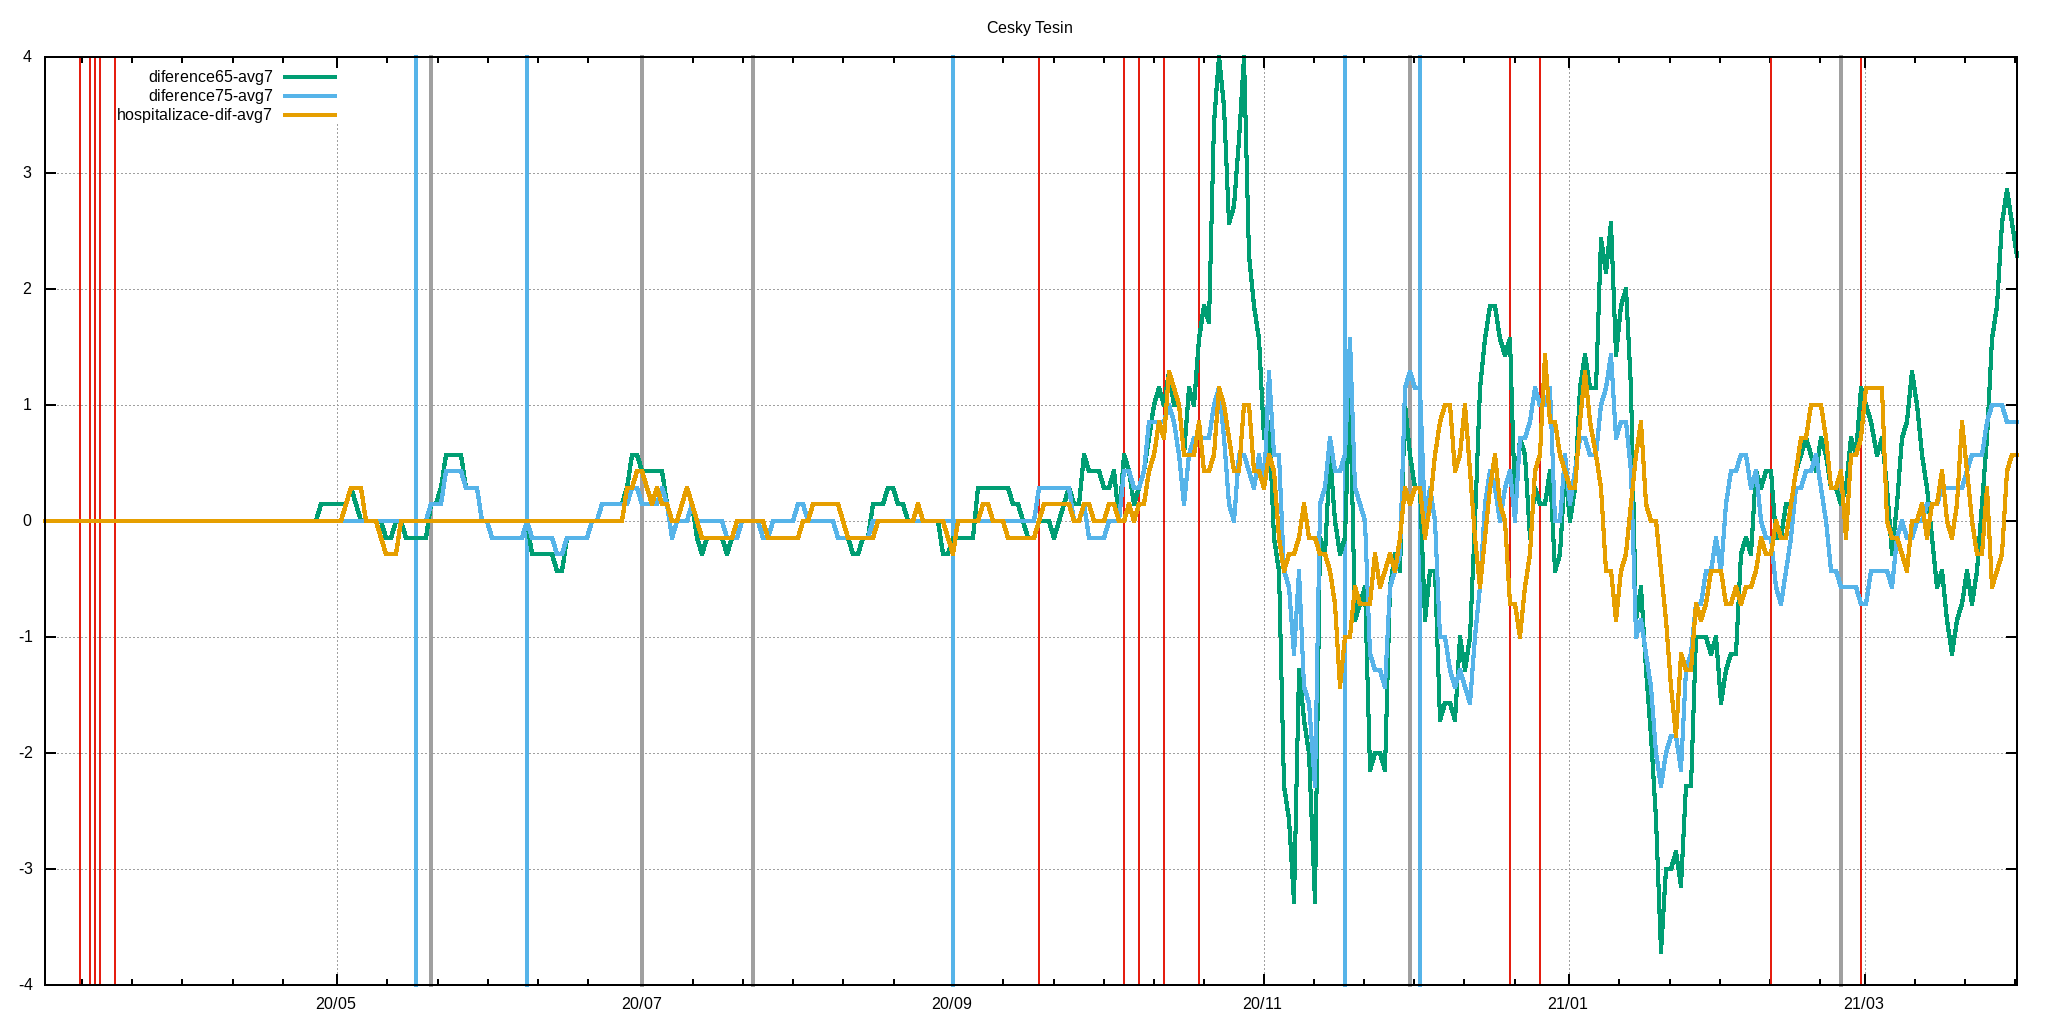 Cesky Tesin
diference65-avg7
diference75-avg7
hospitalizace-dif-avg7
4
3
2
1
0
-1
-2
-3
-4
20/05 20/07 20/09 20/11 21/01 21/03